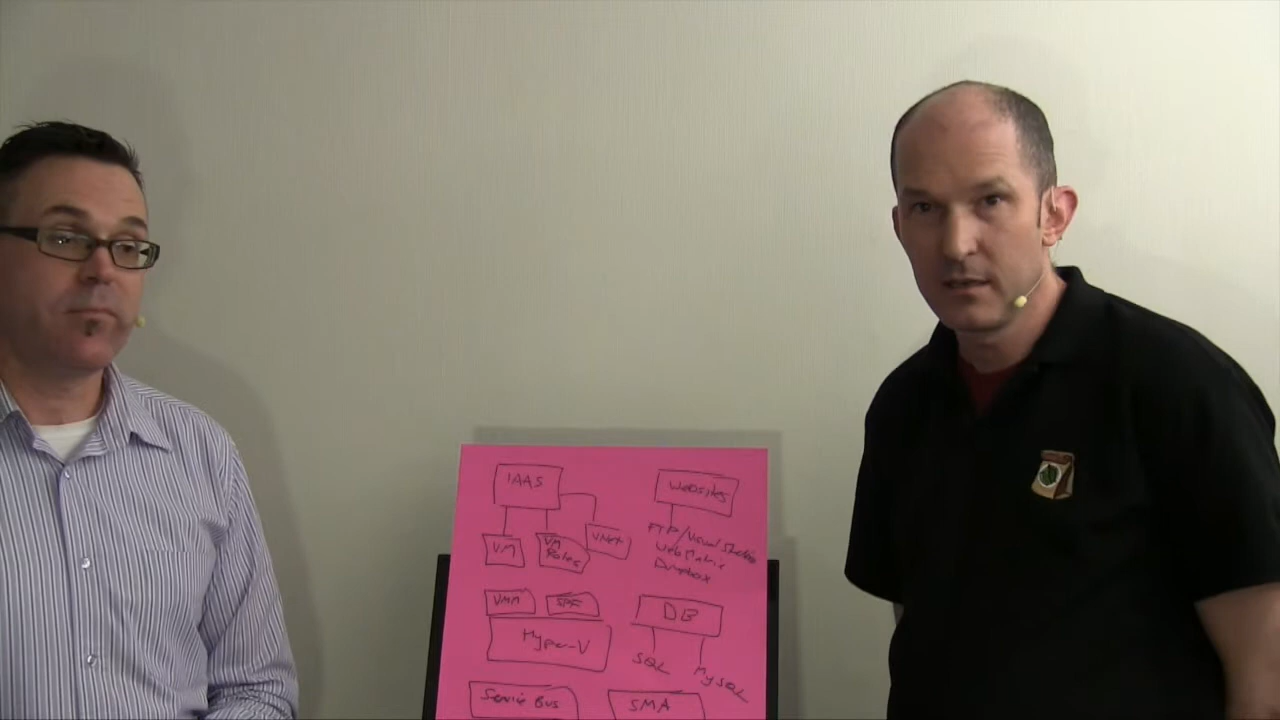 IAAS
VM
VM
Roles
VNet
VMM
SPF
Hyper-V
Service Bus
Websites
FTP/Visual Studio
WebMatrix
Dropbox
DB
SQL
MySQL
SMA